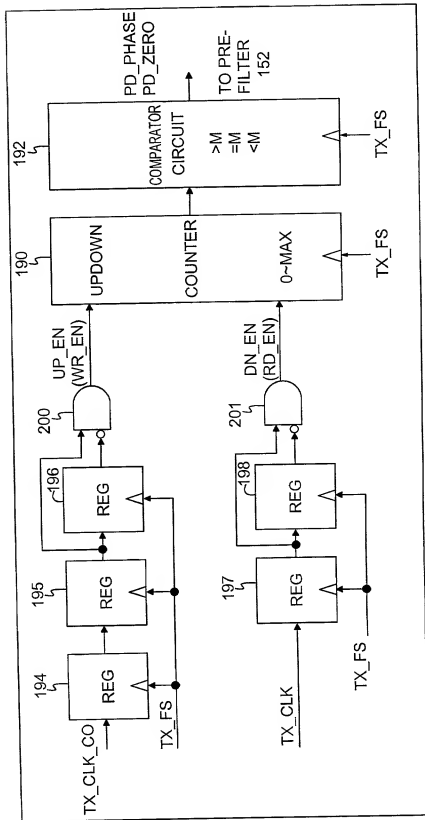 194
195
196
200
REG
REG
REG
TX_CLK_CO
TX_FS
UP_EN
(WR_EN)
190
UPDOWN
COUNTER
0~MAX
TX_FS
192
COMPARATOR
CIRCUIT
>M
=M
<M
TX_FS
PD_PHASE
PD_ZERO
TO PRE-
FILTER
152
197
198
201
REG
REG
TX_CLK
TX_FS
DN_EN
(RD_EN)